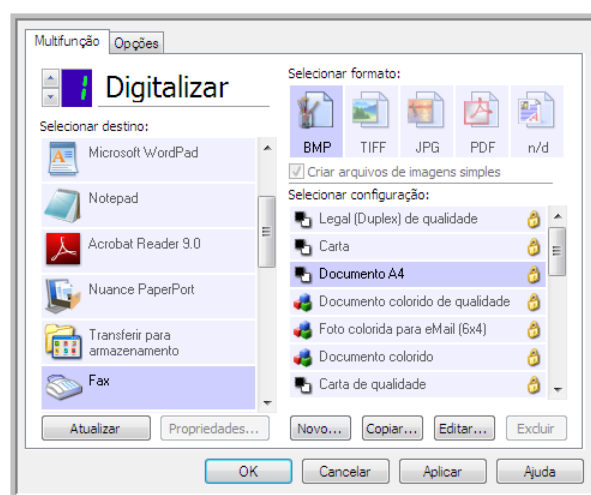 Multifunção
Opções
1 Digitalizar
Selecionar destino:
Microsoft WordPad
Notepad
Acrobat Reader 9.0
Nuance PaperPort
Transferir para
armazenamento
Fax
Atualizar
Propriedades...
Selecionar formato:
BMP
TIFF
JPG
PDF
n/d
Criar arquivos de imagens simples
Selecionar configuração:
Legal (Duplex) de qualidade
Carta
Documento A4
Documento colorido de qualidade
Foto colorida para eMail (6x4)
Documento colorido
Carta de qualidade
Novo...
Copiar...
Editar...
Excluir
OK
Cancelar
Aplicar
Ajuda